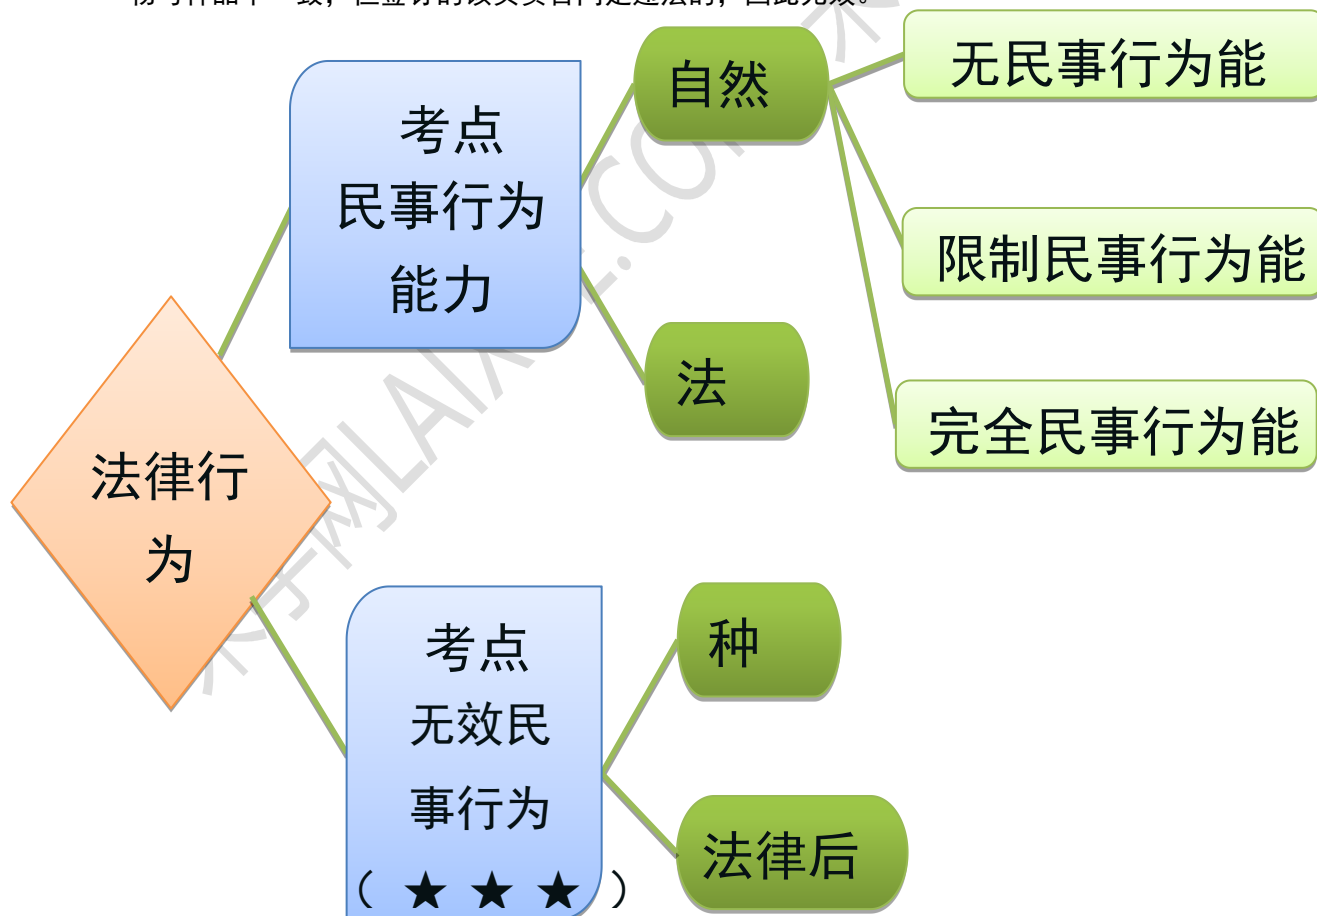 考点
民事行为
能力
自然
无民事行为能
限制民事行为能
完全民事行为能
法
法律行
为
考点
无效民
事行为
（ ★ ★ ★ ）
种
法律后